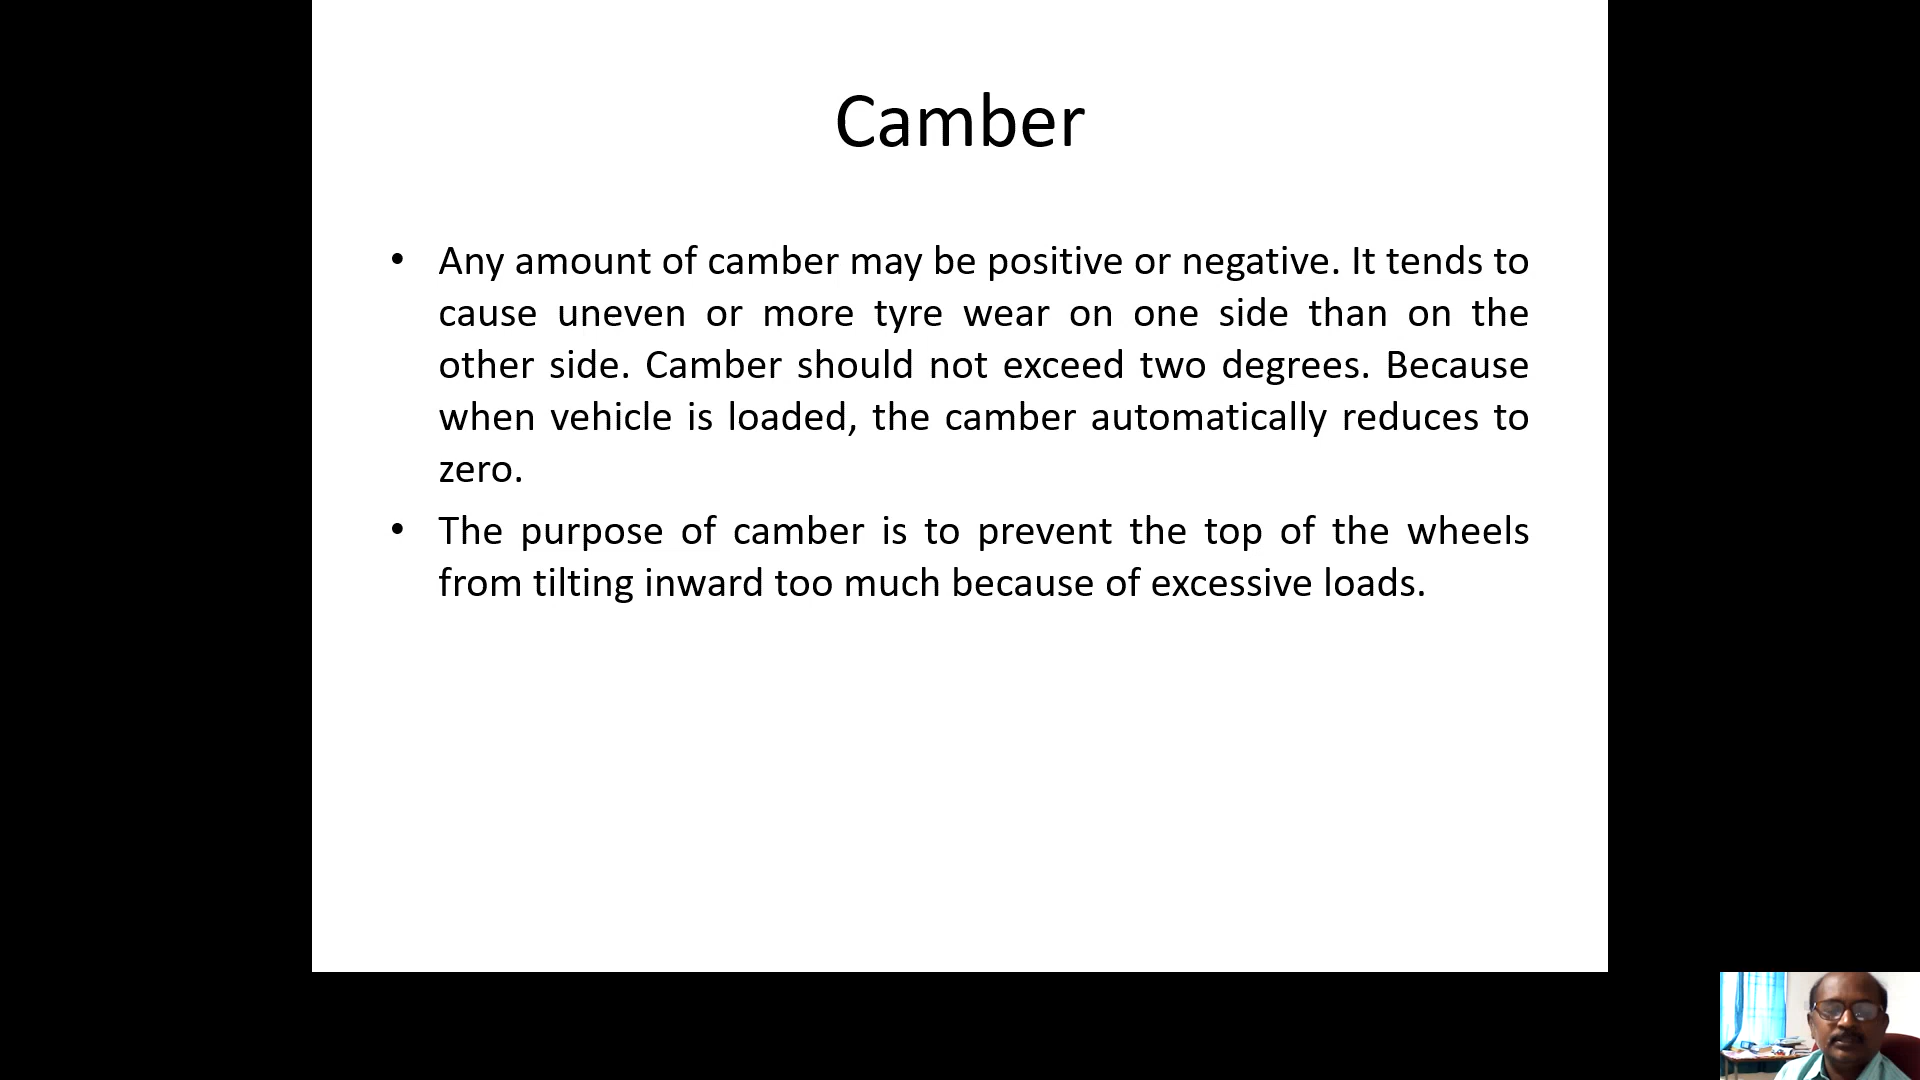 Camber
• Any amount of camber may be positive or negative. It tends to
cause uneven or more tyre wear on one side than on the
other side. Camber should not exceed two degrees. Because
when vehicle is loaded, the camber automatically reduces to
zero.
• The purpose of camber is to prevent the top of the wheels
from tilting inward too much because of excessive loads.